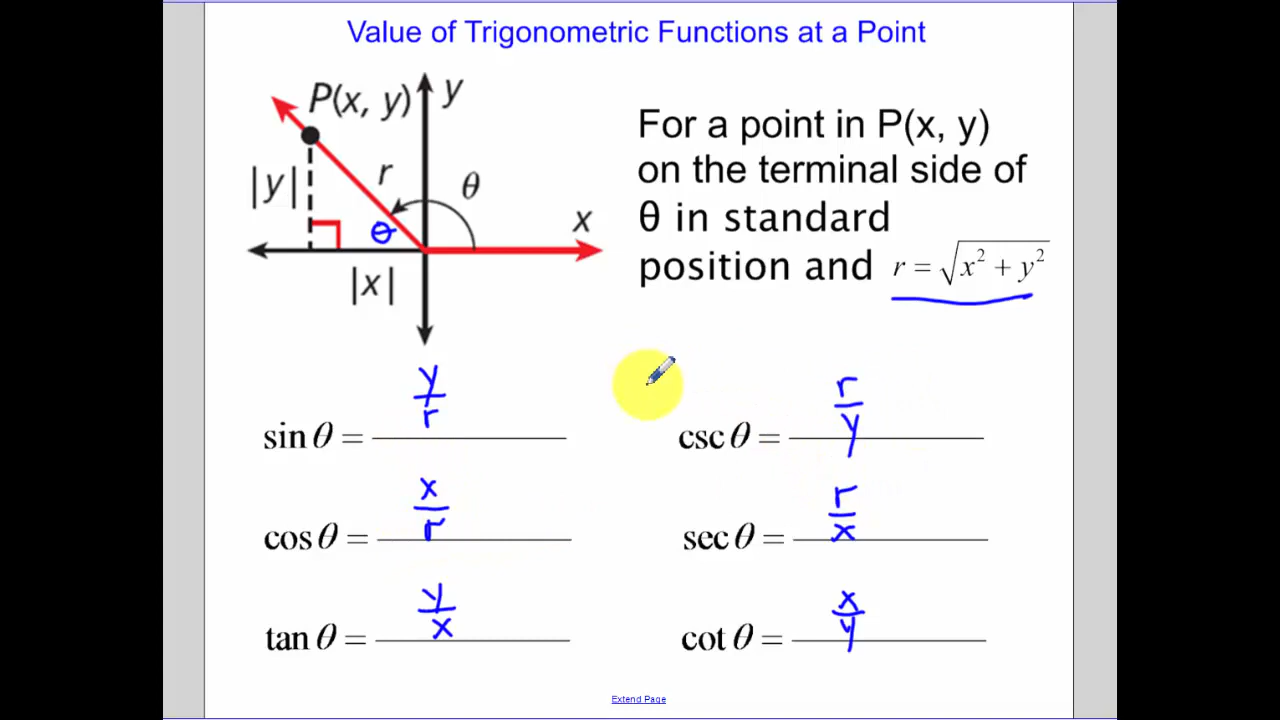 Value of Trigonometric Functions at a Point
P(x, y)
y
|y|
r
θ
θ
x
|x|
For a point in P(x, y)
on the terminal side of
θ in standard
position and r = √(x² + y²)
sin θ = y/r
csc θ = r/y
cos θ = x/r
sec θ = r/x
tan θ = y/x
cot θ = x/y
Extend Page